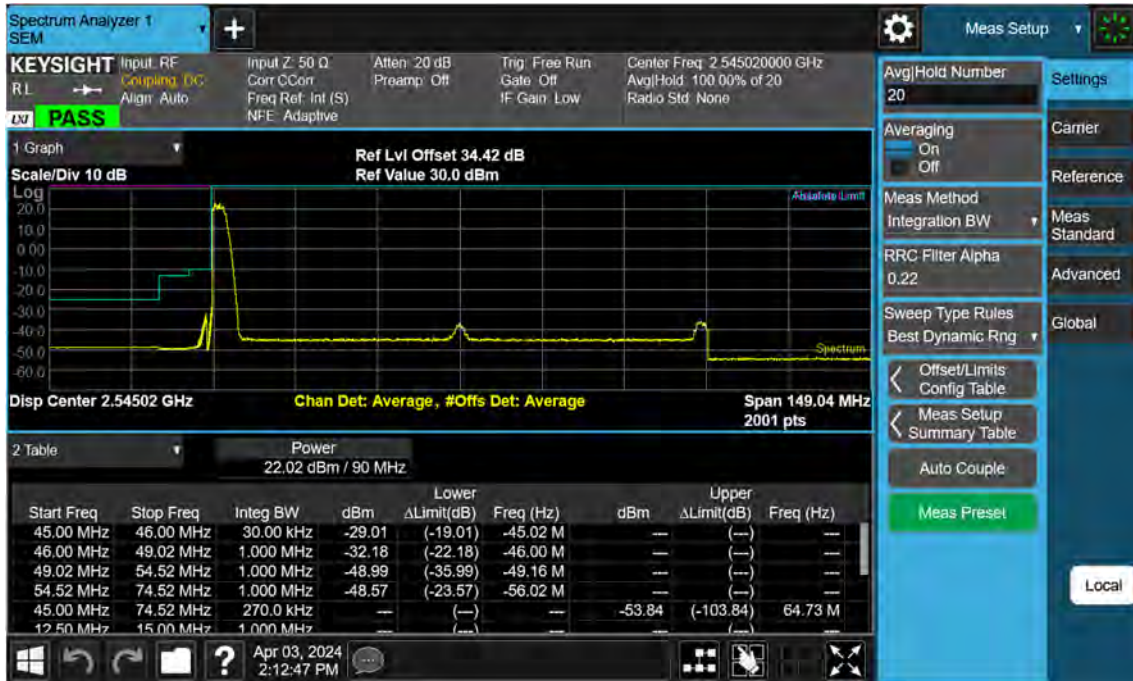 Spectrum Analyzer 1
SEM
+
Meas Setup
KEYSIGHT
RL
LXI
PASS
Input: RF
Coupling: DC
Align: Auto
Input Z: 50 Ω
Corr CCorr
Freq Ref: Int (S)
NFE: Adaptive
Atten: 20 dB
Preamp: Off
Trig: Free Run
Gate: Off
IF Gain: Low
Center Freq: 2.545020000 GHz
Avg|Hold: 100.00% of 20
Radio Std: None
1 Graph
Scale/Div 10 dB
Ref Lvl Offset 34.42 dB
Ref Value 30.0 dBm
Log
20.0
10.0
0.00
-10.0
-20.0
-30.0
-40.0
-50.0
-60.0
Absolute Limit
Spectrum
Disp Center 2.54502 GHz
Chan Det: Average, #Offs Det: Average
Span 149.04 MHz
2001 pts
2 Table
Power
22.02 dBm / 90 MHz
Lower Upper
Start Freq Stop Freq Integ BW dBm ΔLimit(dB) Freq (Hz) dBm ΔLimit(dB) Freq (Hz)
45.00 MHz 46.00 MHz 30.00 kHz -29.01 (-19.01) -45.02 M --- (---) ---
46.00 MHz 49.02 MHz 1.000 MHz -32.18 (-22.18) -46.00 M --- (---) ---
49.02 MHz 54.52 MHz 1.000 MHz -48.99 (-35.99) -49.16 M --- (---) ---
54.52 MHz 74.52 MHz 1.000 MHz -48.57 (-23.57) -56.02 M --- (---) ---
45.00 MHz 74.52 MHz 270.0 kHz --- (---) --- -53.84 (-103.84) 64.73 M
12.50 MHz 15.00 MHz 1.000 MHz --- (---) --- --- (---) ---
?
Apr 03, 2024
2:12:47 PM
Avg|Hold Number
20
Averaging
On
Off
Meas Method
Integration BW
RRC Filter Alpha
0.22
Sweep Type Rules
Best Dynamic Rng
Offset/Limits
Config Table
Meas Setup
Summary Table
Auto Couple
Meas Preset
Settings
Carrier
Reference
Meas
Standard
Advanced
Global
Local